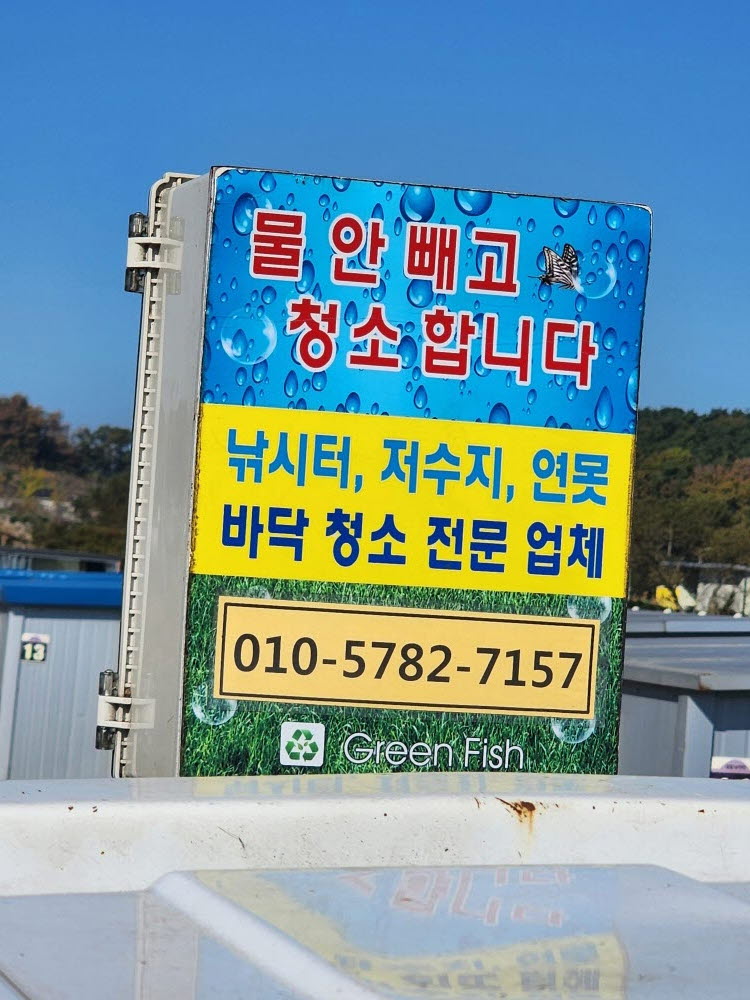 물 안 빼고
청소합니다
낚시터, 저수지, 연못
바닥 청소 전문 업체
010-5782-7157
Green Fish
13